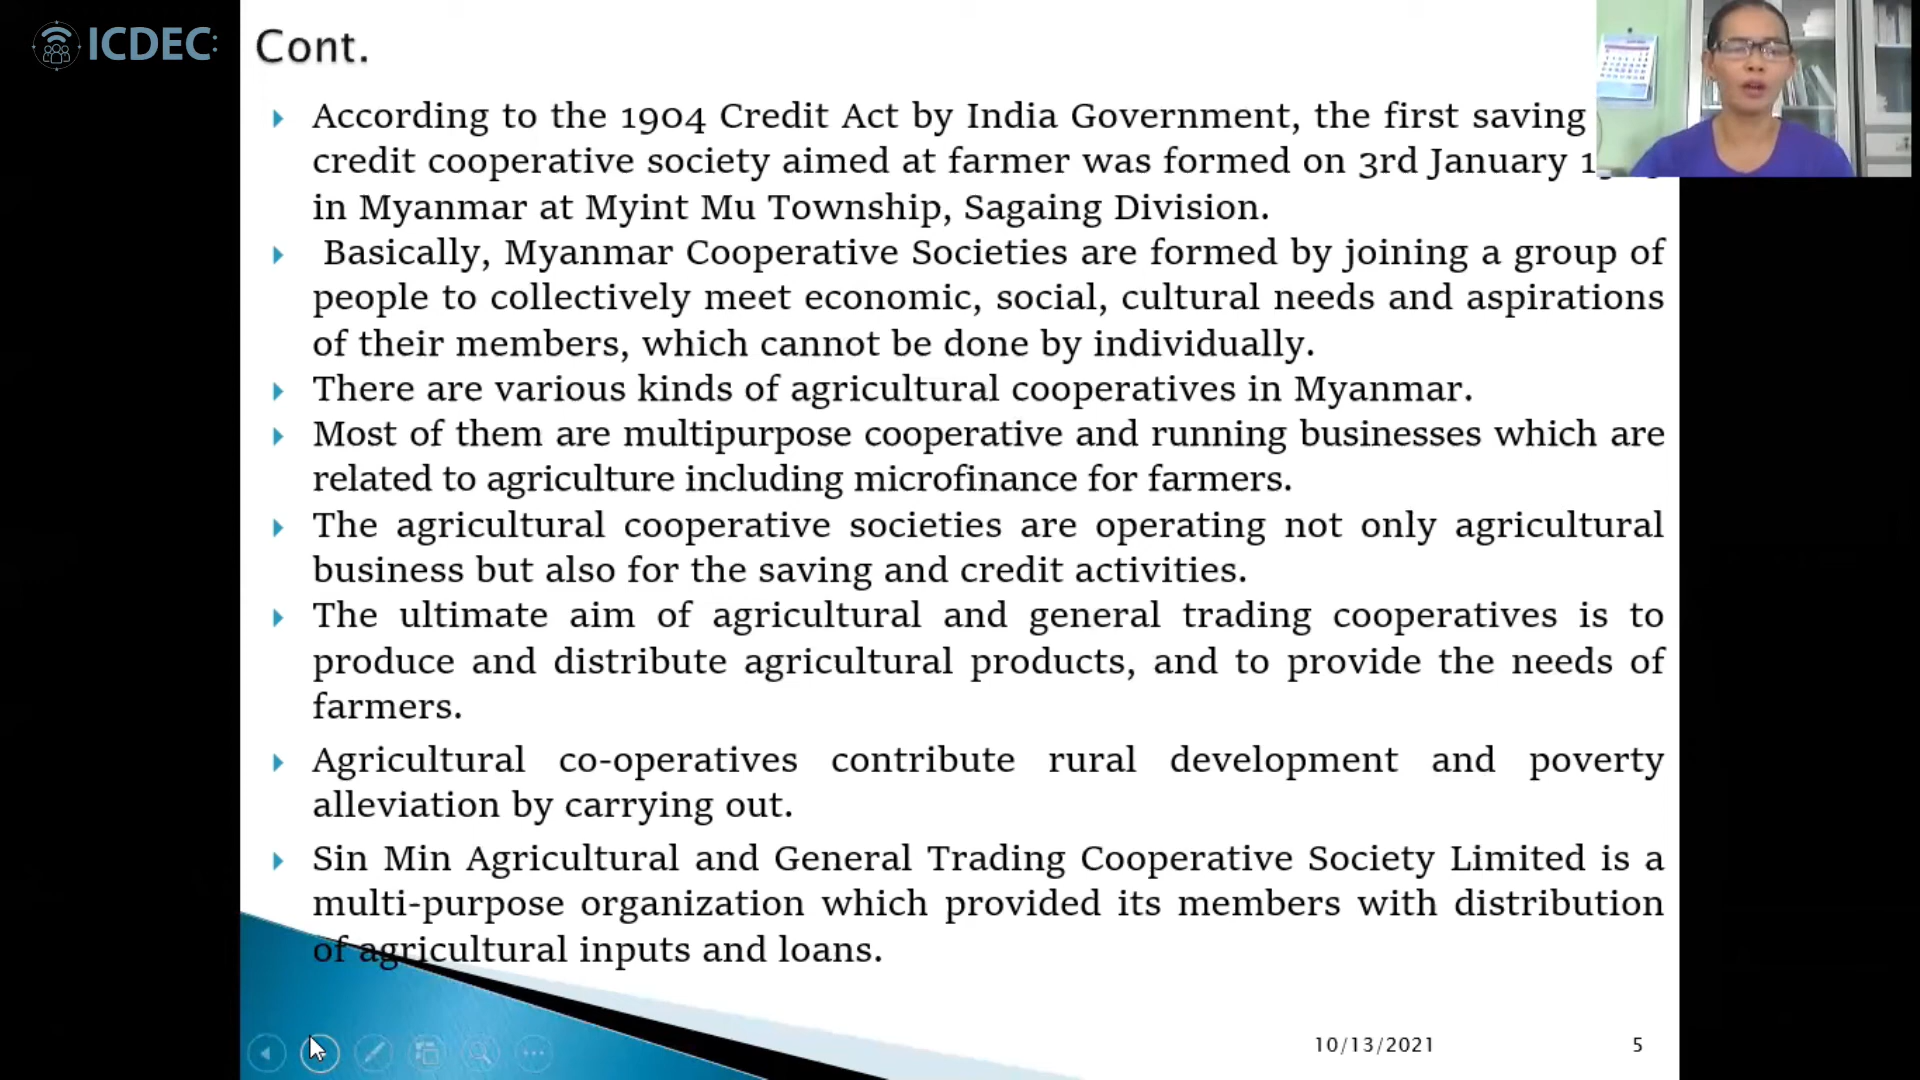 ICDEC:
Cont.
According to the 1904 Credit Act by India Government, the first saving
credit cooperative society aimed at farmer was formed on 3rd January
in Myanmar at Myint Mu Township, Sagaing Division.
Basically, Myanmar Cooperative Societies are formed by joining a group of
people to collectively meet economic, social, cultural needs and aspirations
of their members, which cannot be done by individually.
There are various kinds of agricultural cooperatives in Myanmar.
Most of them are multipurpose cooperative and running businesses which are
related to agriculture including microfinance for farmers.
The agricultural cooperative societies are operating not only agricultural
business but also for the saving and credit activities.
The ultimate aim of agricultural and general trading cooperatives is to
produce and distribute agricultural products, and to provide the needs of
farmers.
Agricultural co-operatives contribute rural development and poverty
alleviation by carrying out.
Sin Min Agricultural and General Trading Cooperative Society Limited is a
multi-purpose organization which provided its members with distribution
of agricultural inputs and loans.
10/13/2021
5